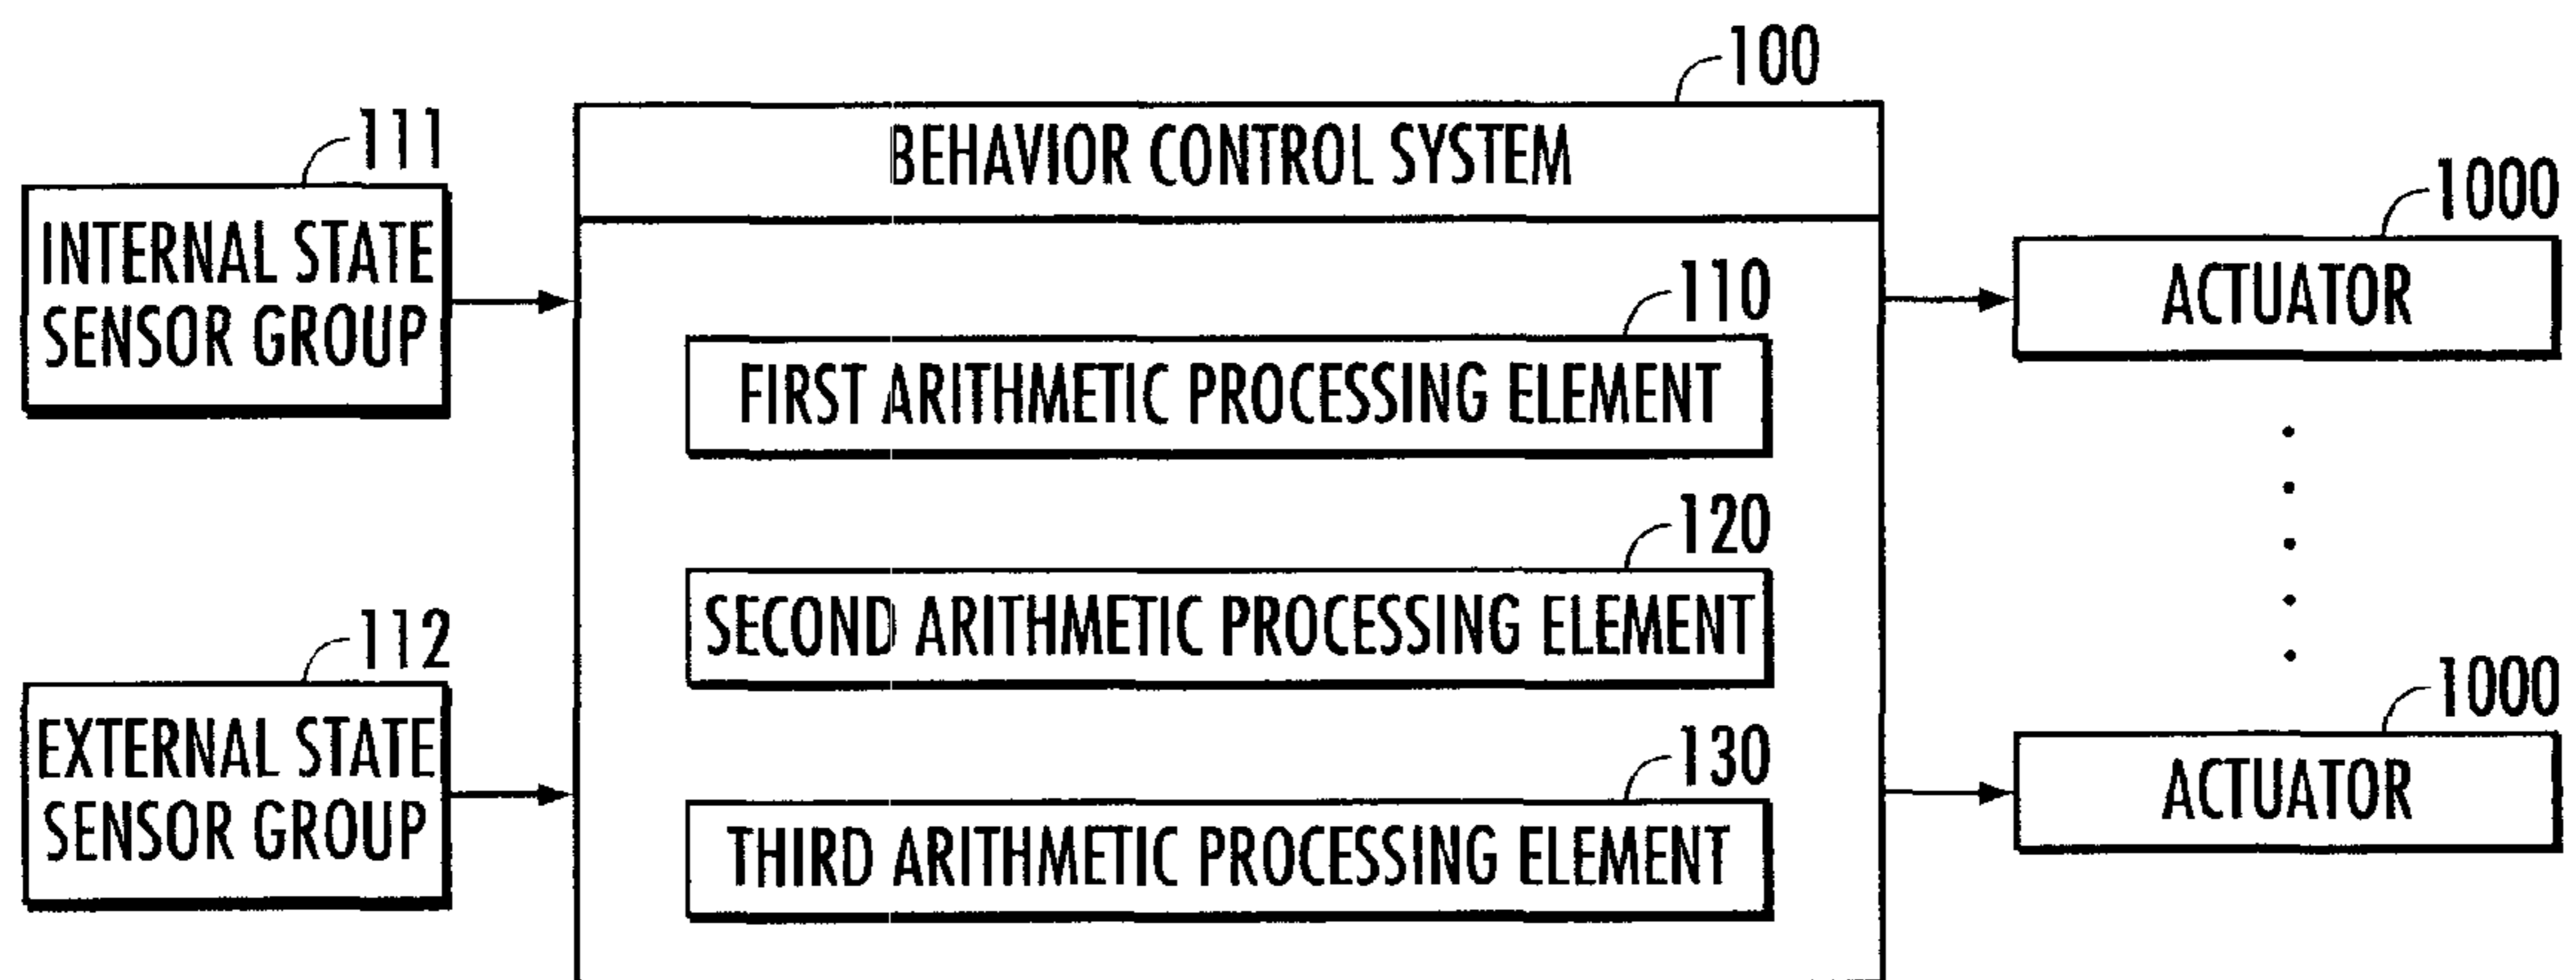 111
INTERNAL STATE
SENSOR GROUP
112
EXTERNAL STATE
SENSOR GROUP
100
BEHAVIOR CONTROL SYSTEM
110
FIRST ARITHMETIC PROCESSING ELEMENT
120
SECOND ARITHMETIC PROCESSING ELEMENT
130
THIRD ARITHMETIC PROCESSING ELEMENT
1000
ACTUATOR
1000
ACTUATOR